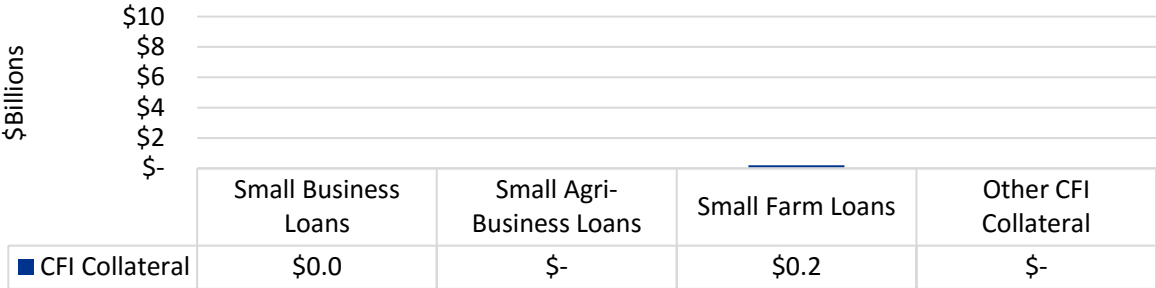 $Billions
$10
$8
$6
$4
$2
$-
Small Business
Loans
Small Agri-
Business Loans
Small Farm Loans
Other CFI
Collateral
CFI Collateral $0.0 $- $0.2 $-